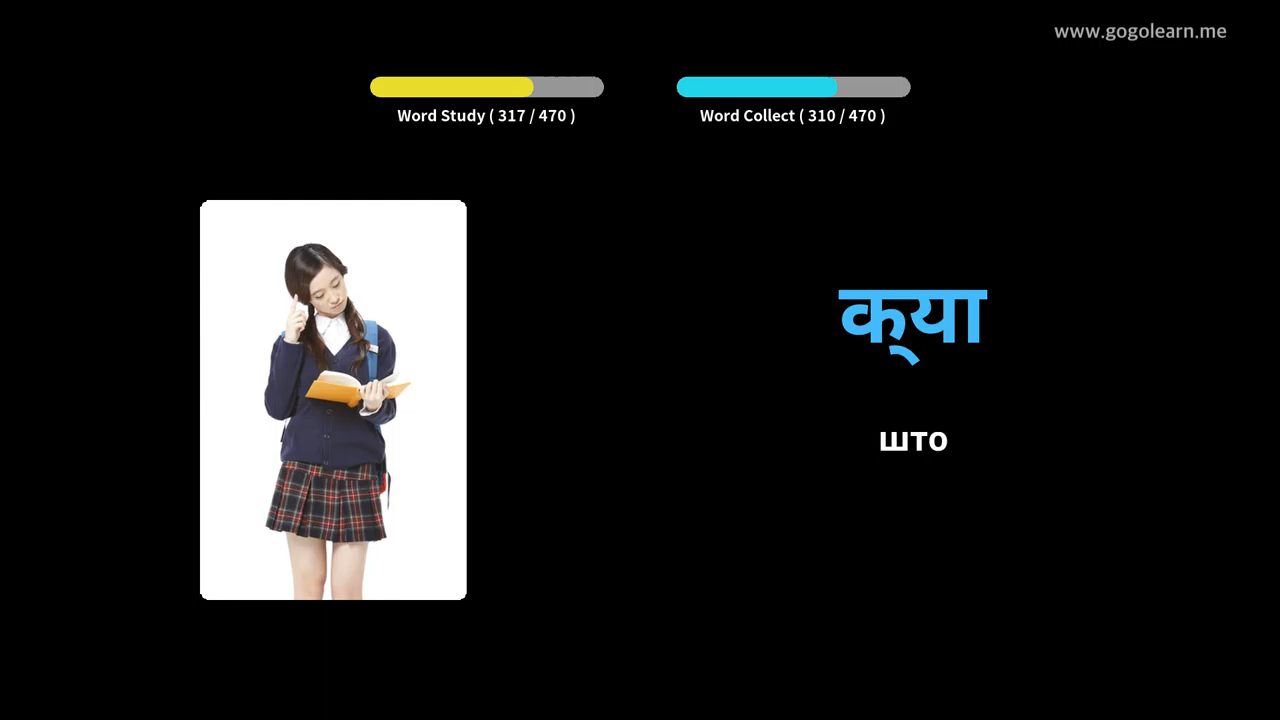 www.gogolearn.me
Word Study ( 317 / 470 )
Word Collect ( 310 / 470 )
क्‌या
што